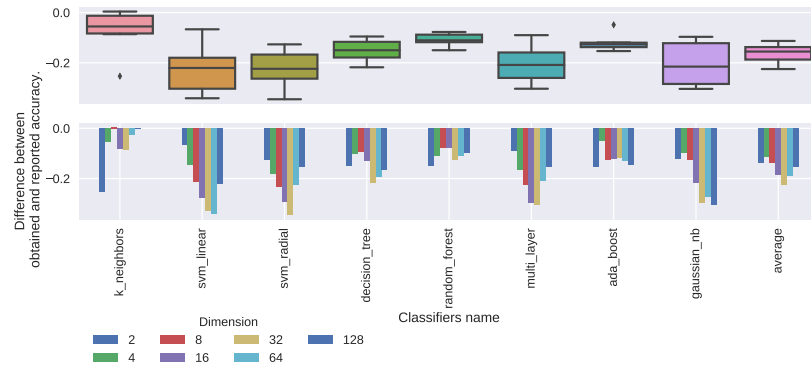 0.0
−0.2
0.0
−0.2
Difference between
obtained and reported accuracy.
k_neighbors
svm_linear
svm_radial
decision_tree
random_forest
multi_layer
ada_boost
gaussian_nb
average
Classifiers name
Dimension
2 8 32 128
4 16 64